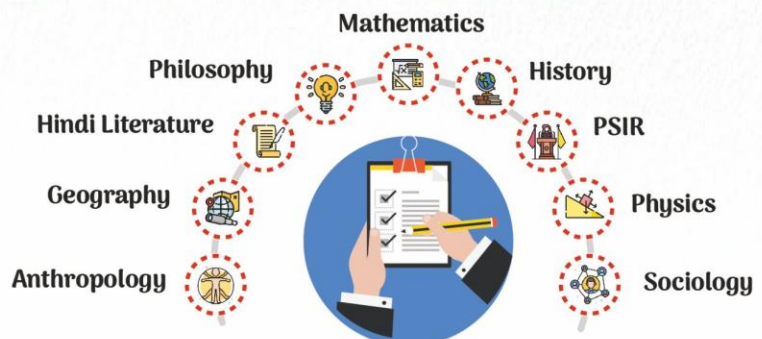 Mathematics
Philosophy
History
Hindi Literature
PSIR
Geography
Physics
Anthropology
Sociology